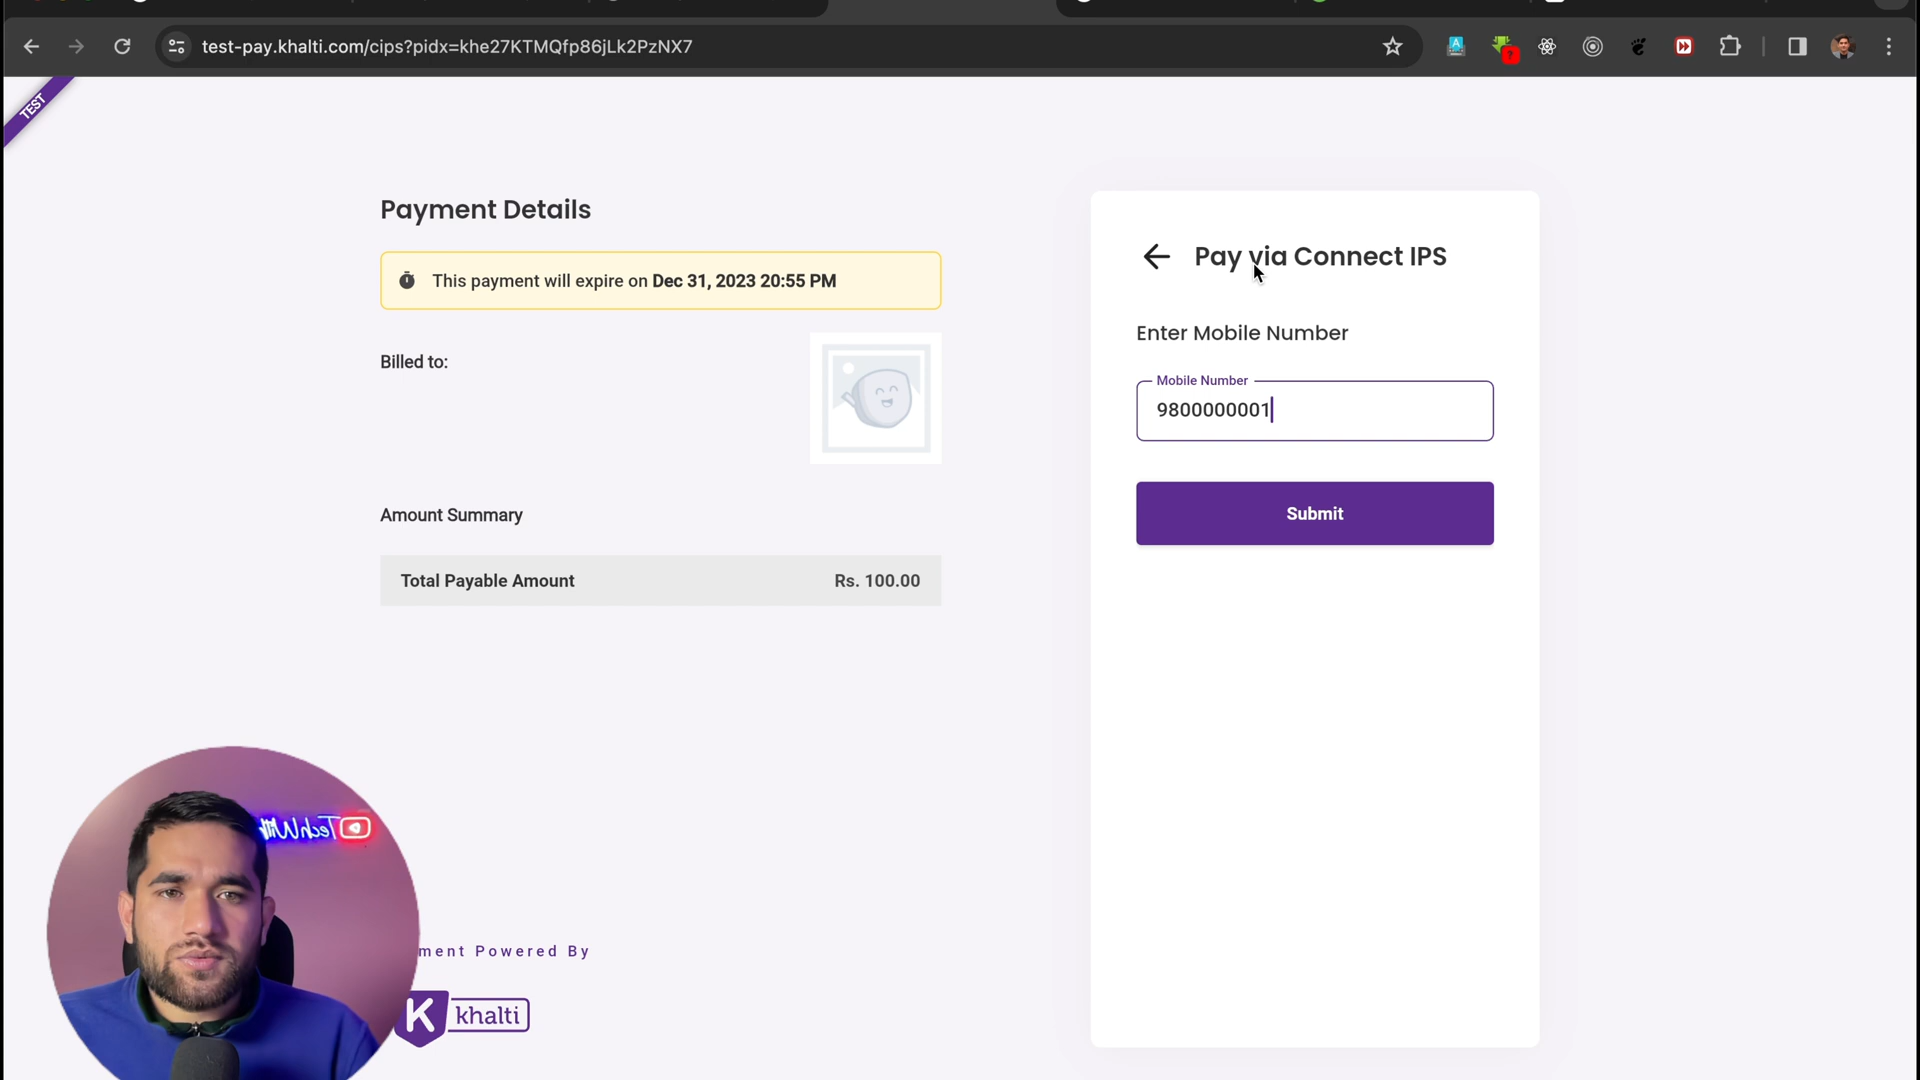 test-pay.khalti.com/cips?pidx=khe27KTMQfp86jLk2PzNX7
TEST
Payment Details
This payment will expire on Dec 31, 2023 20:55 PM
Billed to:
Amount Summary
Total Payable Amount Rs. 100.00
Pay via Connect IPS
Enter Mobile Number
Mobile Number
9800000001
Submit
ment Powered By
K khalti